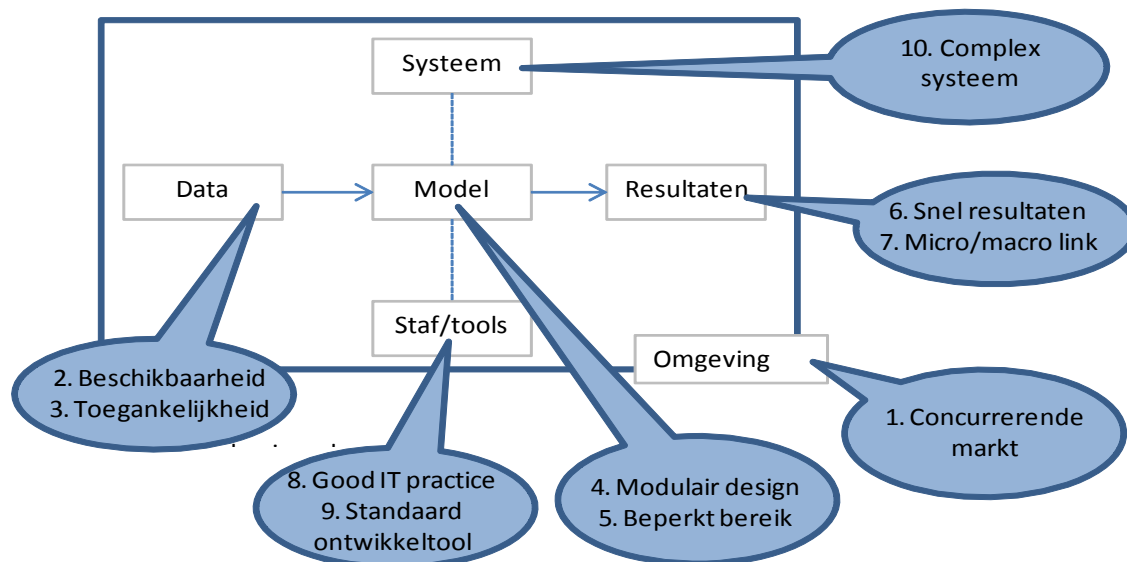 Systeem
10. Complex
systeem
Data
Model
Resultaten
6. Snel resultaten
7. Micro/macro link
Staf/tools
Omgeving
2. Beschikbaarheid
3. Toegankelijkheid
1. Concurrerende
markt
8. Good IT practice
9. Standaard
ontwikkeltool
4. Modulair design
5. Beperkt bereik